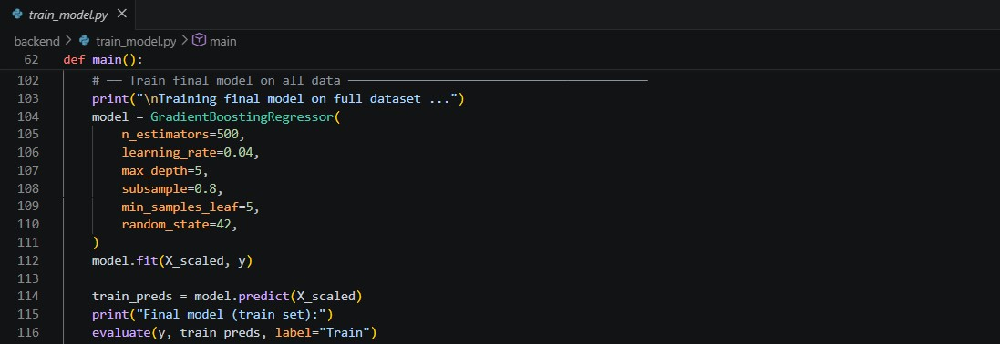 train_model.py ×
backend > train_model.py > main
62 def main():
102 # —— Train final model on all data ————————————————————————————————————————
103 print("\nTraining final model on full dataset ...")
104 model = GradientBoostingRegressor(
105 n_estimators=500,
106 learning_rate=0.04,
107 max_depth=5,
108 subsample=0.8,
109 min_samples_leaf=5,
110 random_state=42,
111 )
112 model.fit(X_scaled, y)
113
114 train_preds = model.predict(X_scaled)
115 print("Final model (train set):")
116 evaluate(y, train_preds, label="Train")